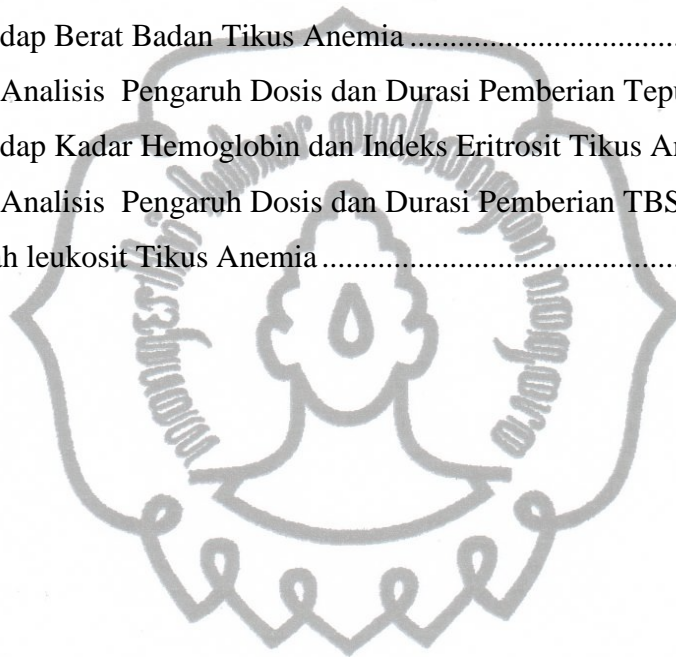 dap Berat Badan Tikus Anemia ...............................
Analisis Pengaruh Dosis dan Durasi Pemberian Tepu
dap Kadar Hemoglobin dan Indeks Eritrosit Tikus A
Analisis Pengaruh Dosis dan Durasi Pemberian TBS
ah leukosit Tikus Anemia ..........................................